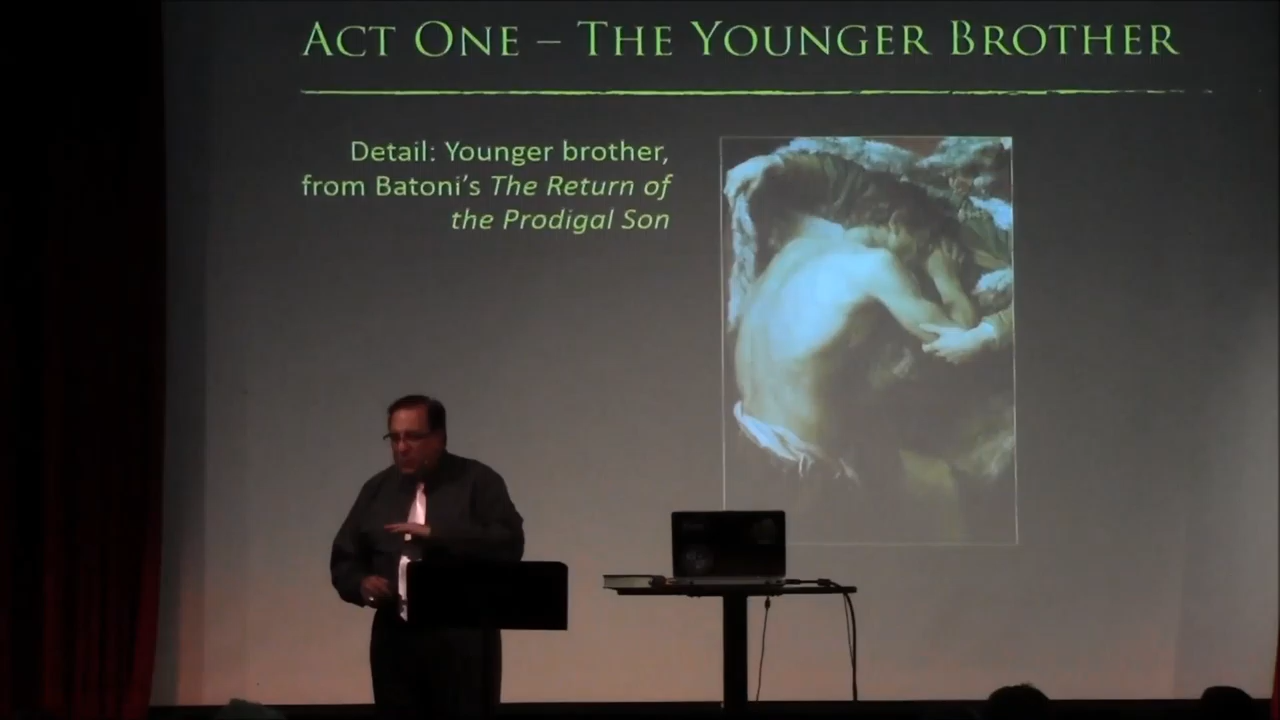 ACT ONE – THE YOUNGER BROTHER
Detail: Younger brother,
from Batoni's The Return of
the Prodigal Son